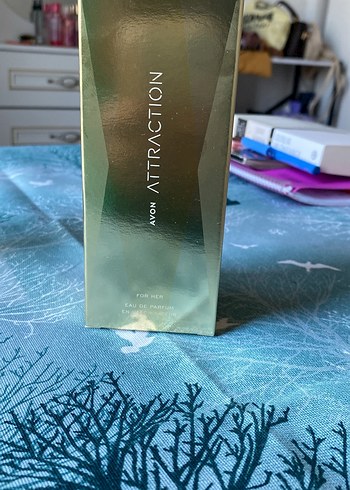 AVON ATTRACTION
FOR HER
EAU DE PARFUM